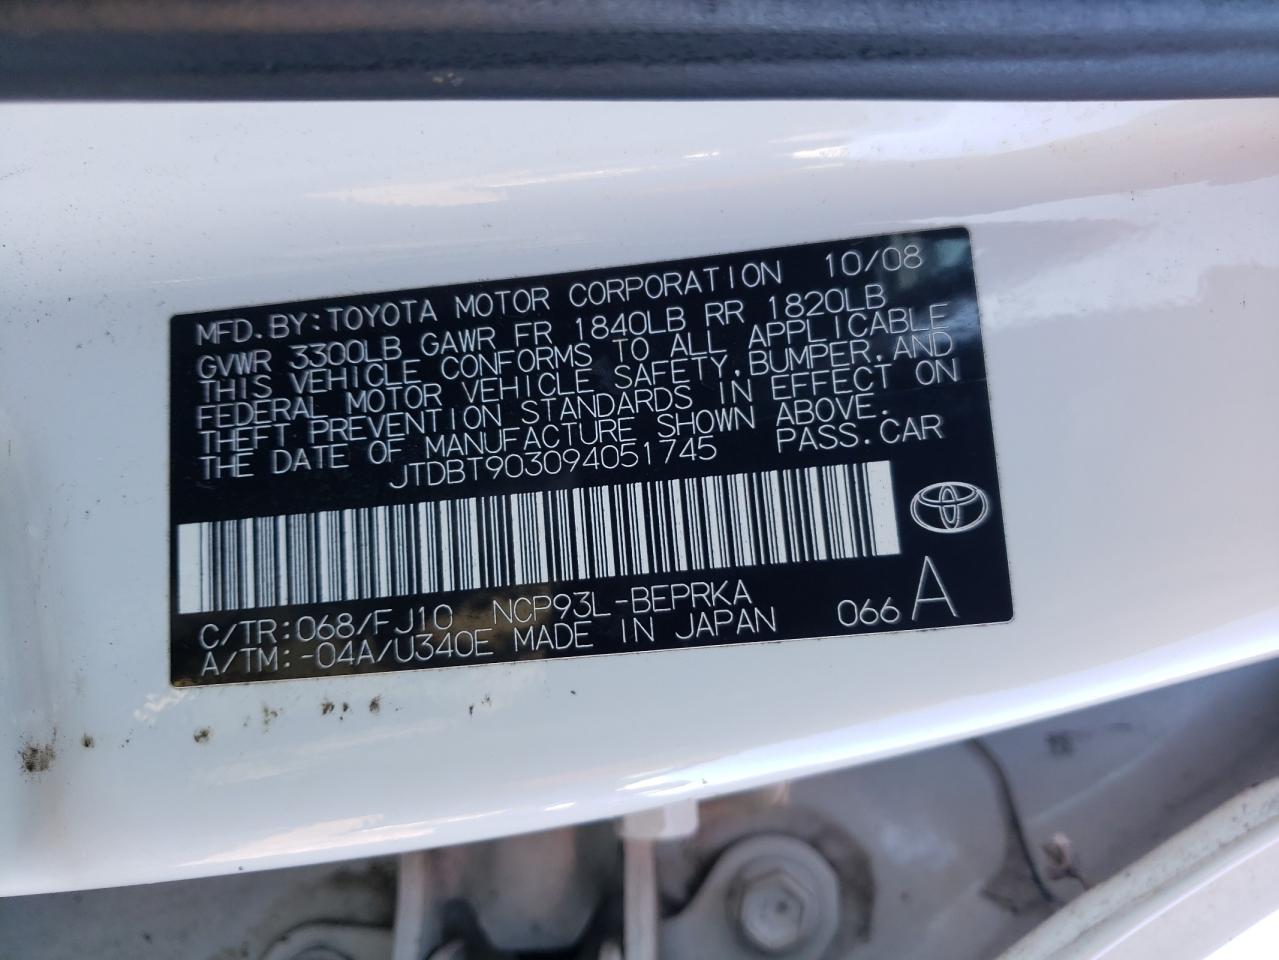 MFD.BY:TOYOTA MOTOR CORPORATION 10/08
GVWR 3300LB GAWR FR 1840LB RR 1820LB
THIS VEHICLE CONFORMS TO ALL APPLICABLE
FEDERAL MOTOR VEHICLE SAFETY,BUMPER,AND
THEFT PREVENTION STANDARDS IN EFFECT ON
THE DATE OF MANUFACTURE SHOWN ABOVE.
JTDBT903094051745 PASS.CAR
C/TR:068/FJ10 NCP93L-BEPRKA
A/TM:-04A/U340E MADE IN JAPAN 066 A